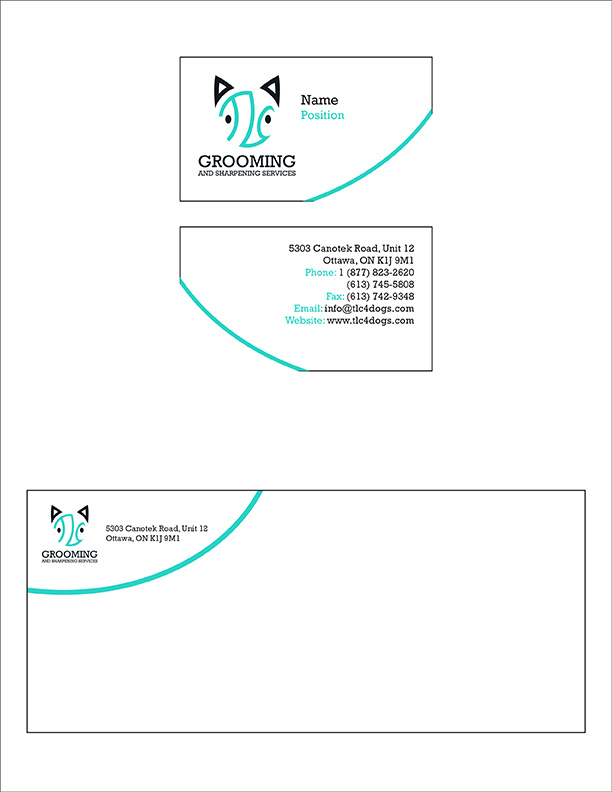 TLC
GROOMING
AND SHARPENING SERVICES
Name
Position
5303 Canotek Road, Unit 12
Ottawa, ON K1J 9M1
Phone: 1 (877) 823-2620
(613) 745-5808
Fax: (613) 742-9348
Email: info@tlc4dogs.com
Website: www.tlc4dogs.com
TLC
GROOMING
AND SHARPENING SERVICES
5303 Canotek Road, Unit 12
Ottawa, ON K1J 9M1